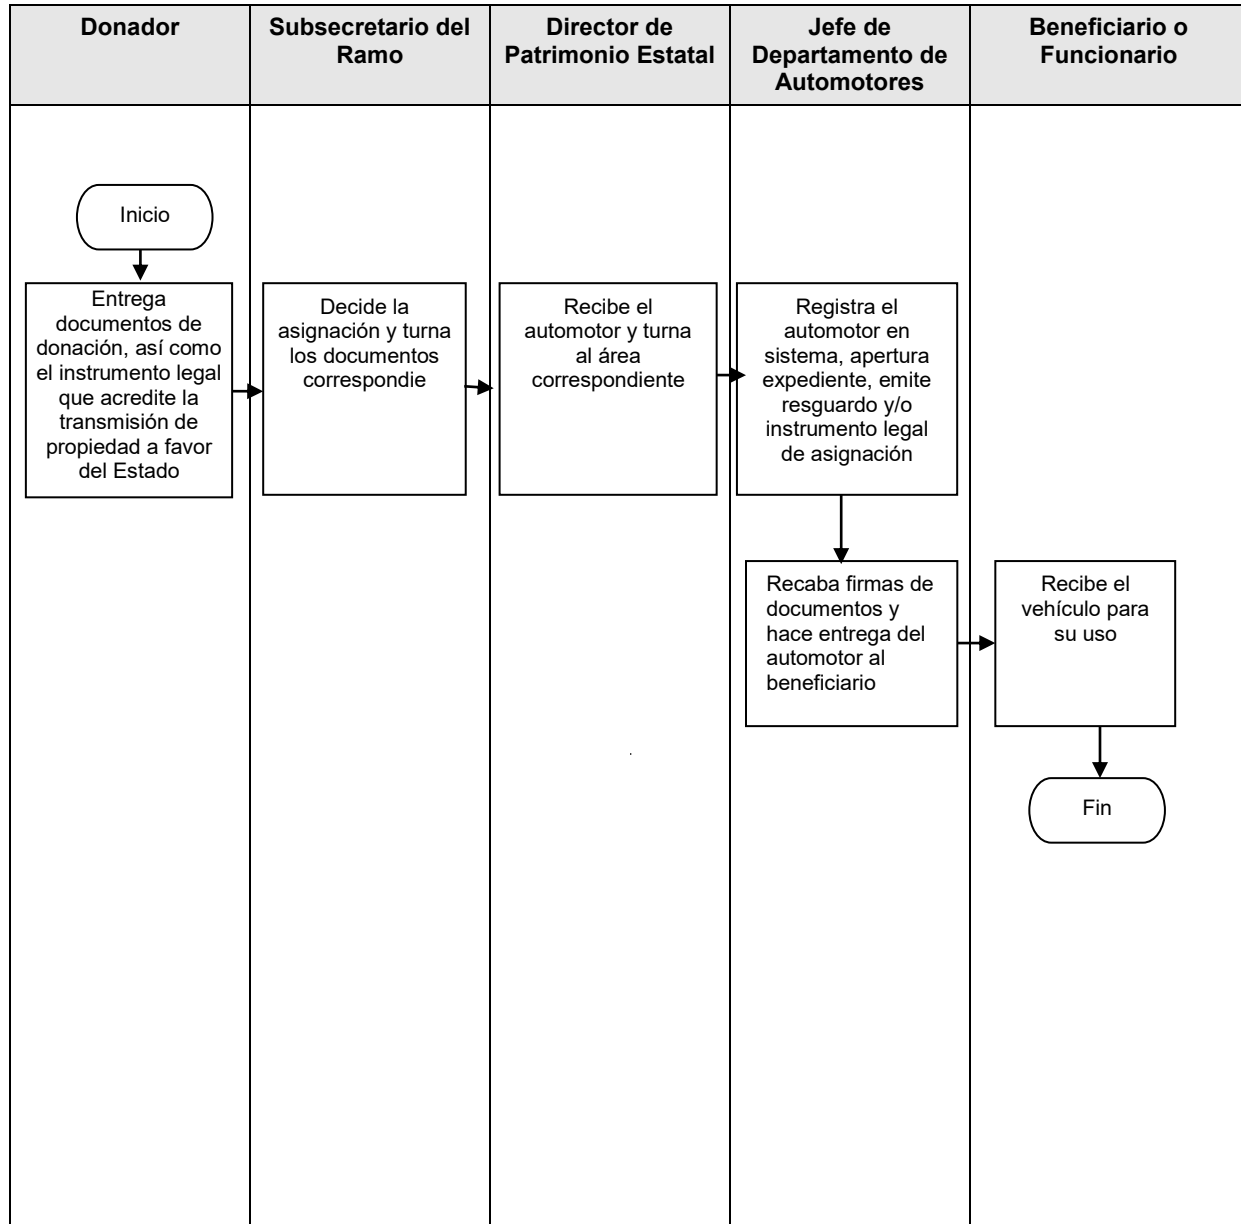 Donador
Subsecretario del
Ramo
Director de
Patrimonio Estatal
Jefe de
Departamento de
Automotores
Beneficiario o
Funcionario
Inicio
Entrega
documentos de
donación, así como
el instrumento legal
que acredite la
transmisión de
propiedad a favor
del Estado
Decide la
asignación y turna
los documentos
correspondie
Recibe el
automotor y turna
al área
correspondiente
Registra el
automotor en
sistema, apertura
expediente, emite
resguardo y/o
instrumento legal
de asignación
Recaba firmas de
documentos y
hace entrega del
automotor al
beneficiario
Recibe el
vehículo para
su uso
Fin